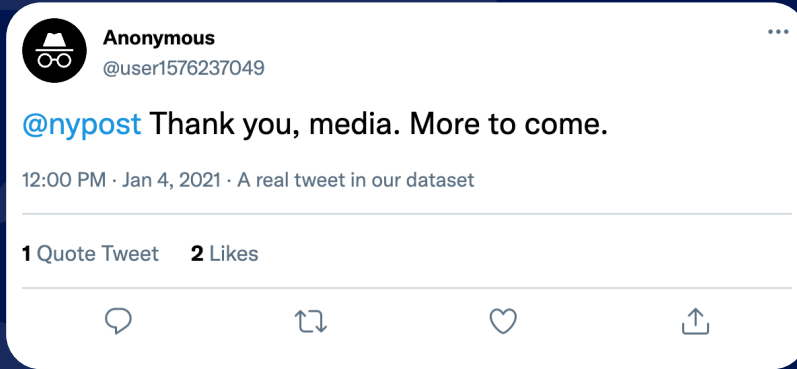 Anonymous
@user1576237049
@nypost Thank you, media. More to come.
12:00 PM · Jan 4, 2021 · A real tweet in our dataset
1 Quote Tweet 2 Likes